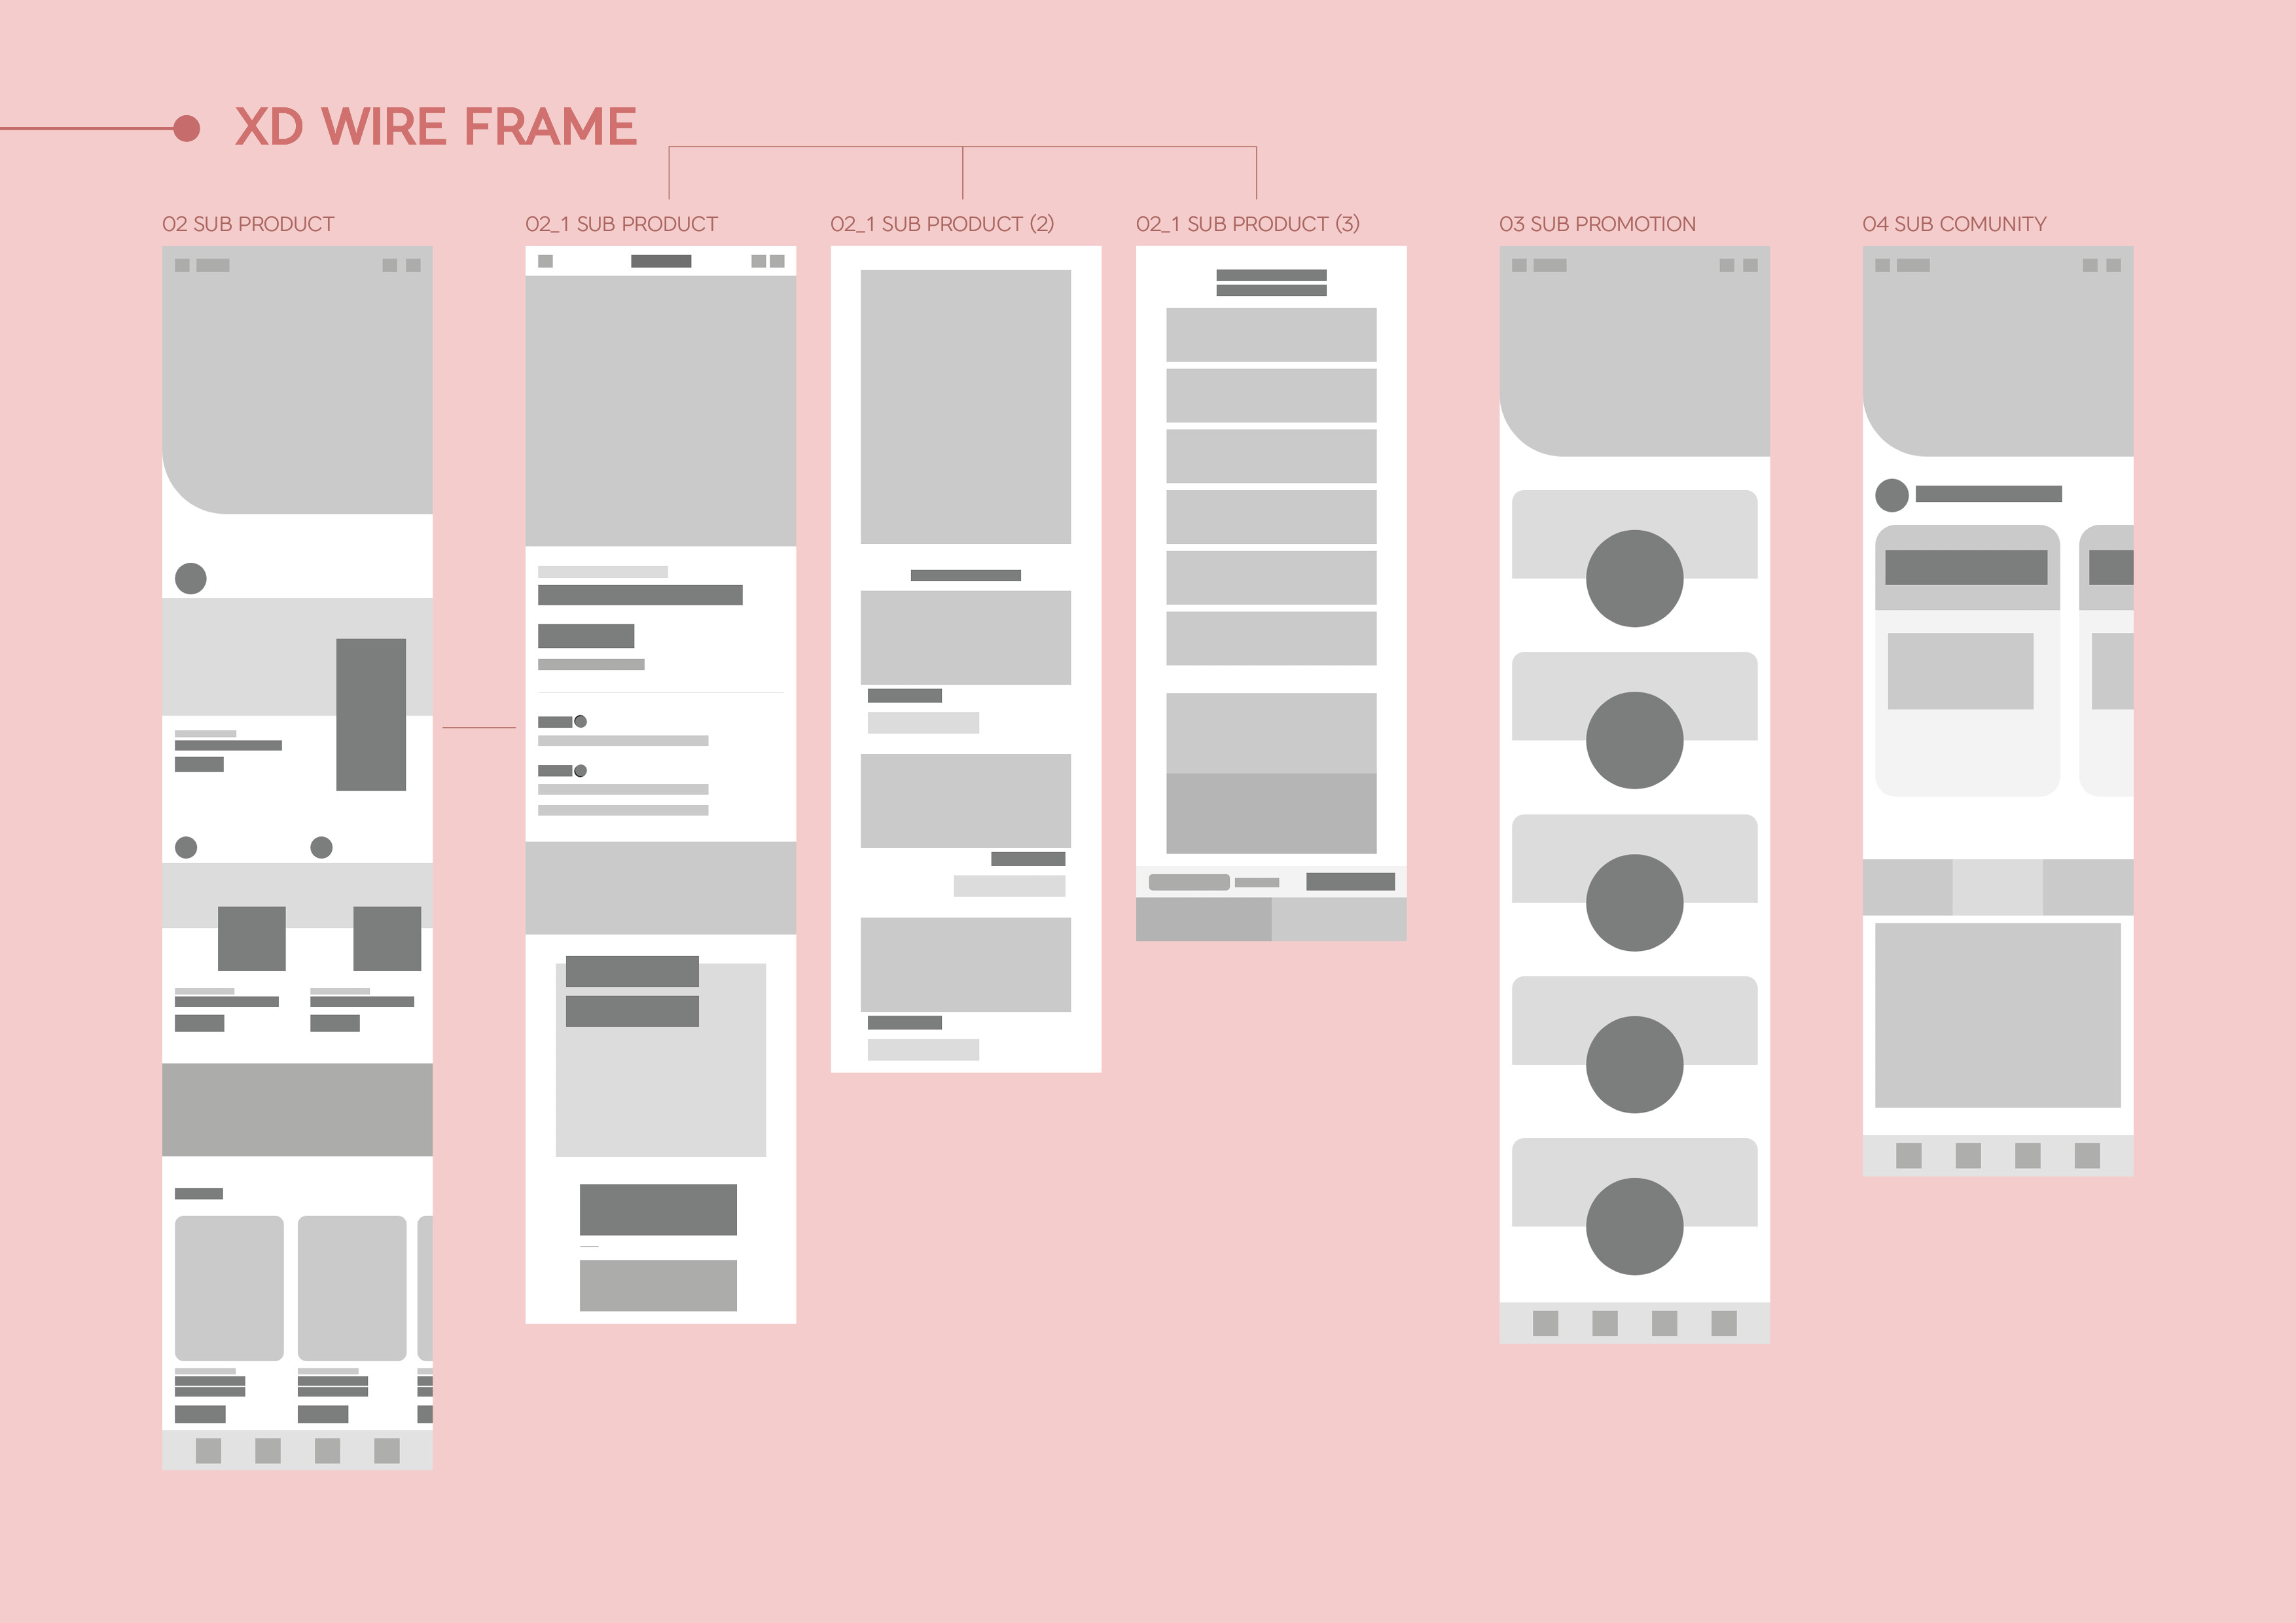 XD WIRE FRAME
02 SUB PRODUCT
02_1 SUB PRODUCT
02_1 SUB PRODUCT (2)
02_1 SUB PRODUCT (3)
03 SUB PROMOTION
04 SUB COMUNITY